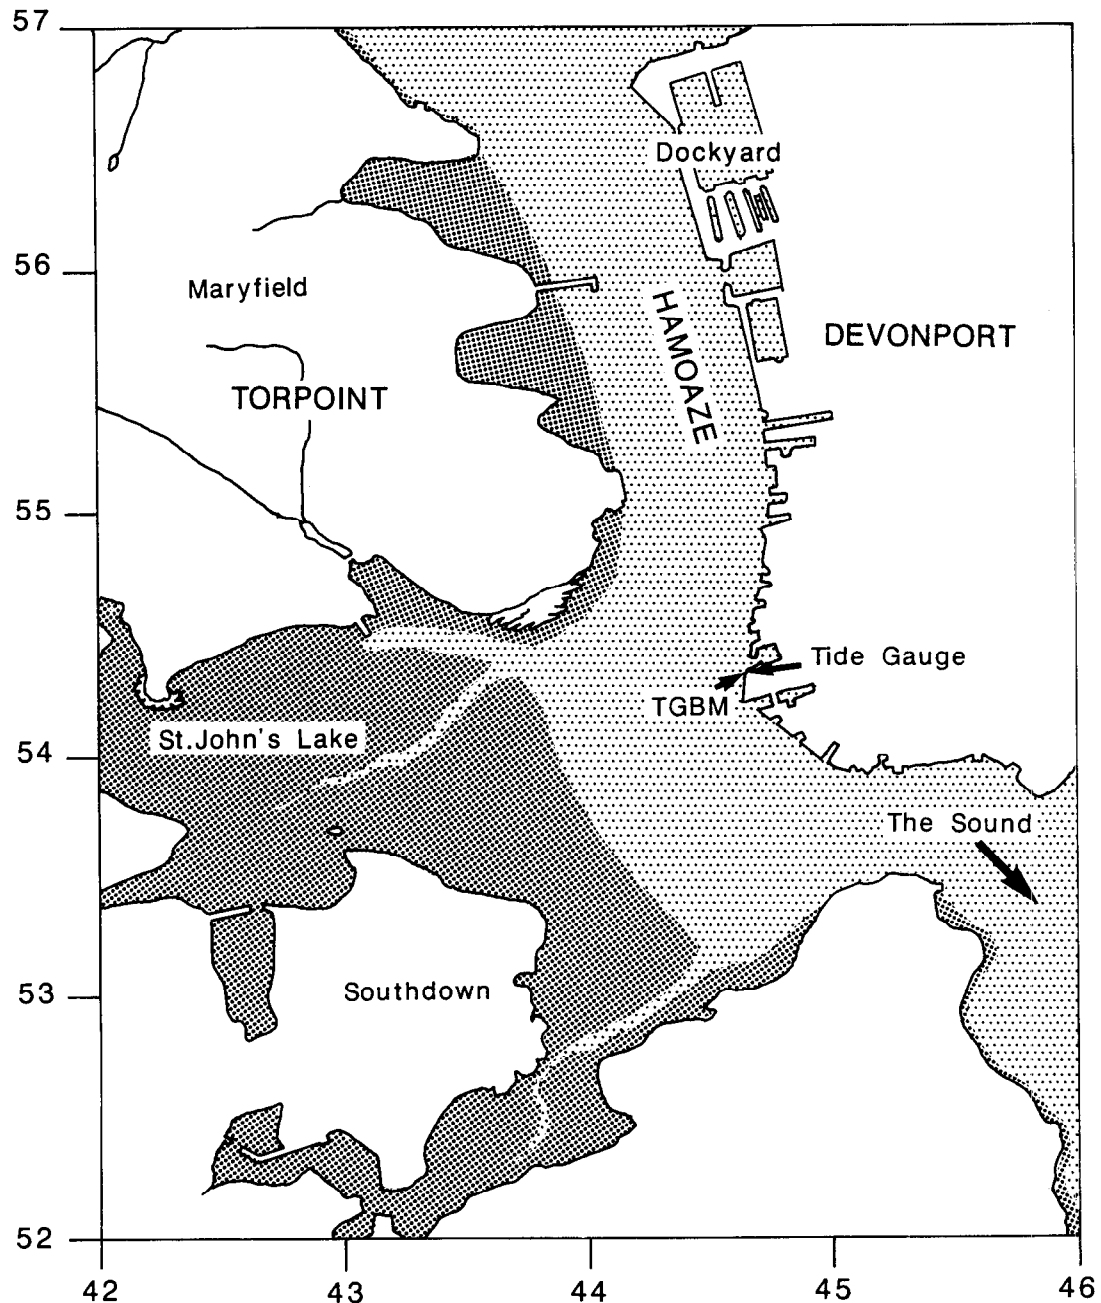 57
Dockyard
56
Maryfield
HAMOAZE
DEVONPORT
TORPOINT
55
Tide Gauge
TGBM
St.John's Lake
54
The Sound
53
Southdown
52
42
43
44
45
46